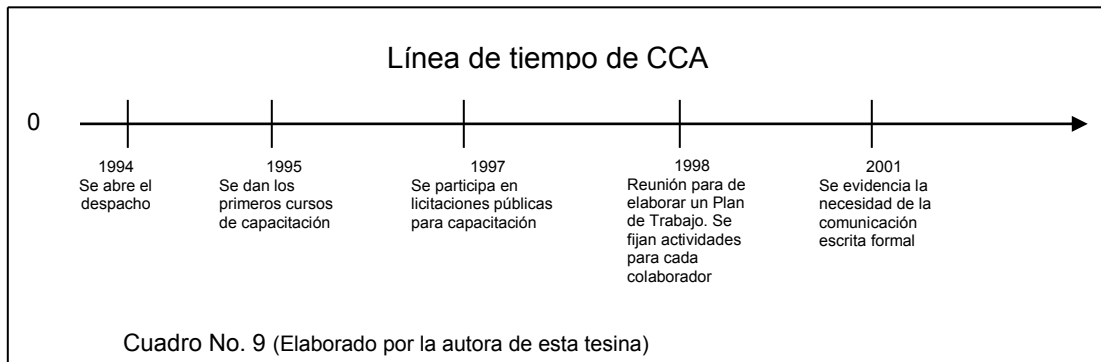 Línea de tiempo de CCA
0
1994
Se abre el
despacho
1995
Se dan los
primeros cursos
de capacitación
1997
Se participa en
licitaciones públicas
para capacitación
1998
Reunión para de
elaborar un Plan
de Trabajo. Se
fijan actividades
para cada
colaborador
2001
Se evidencia la
necesidad de la
comunicación
escrita formal
Cuadro No. 9 (Elaborado por la autora de esta tesina)